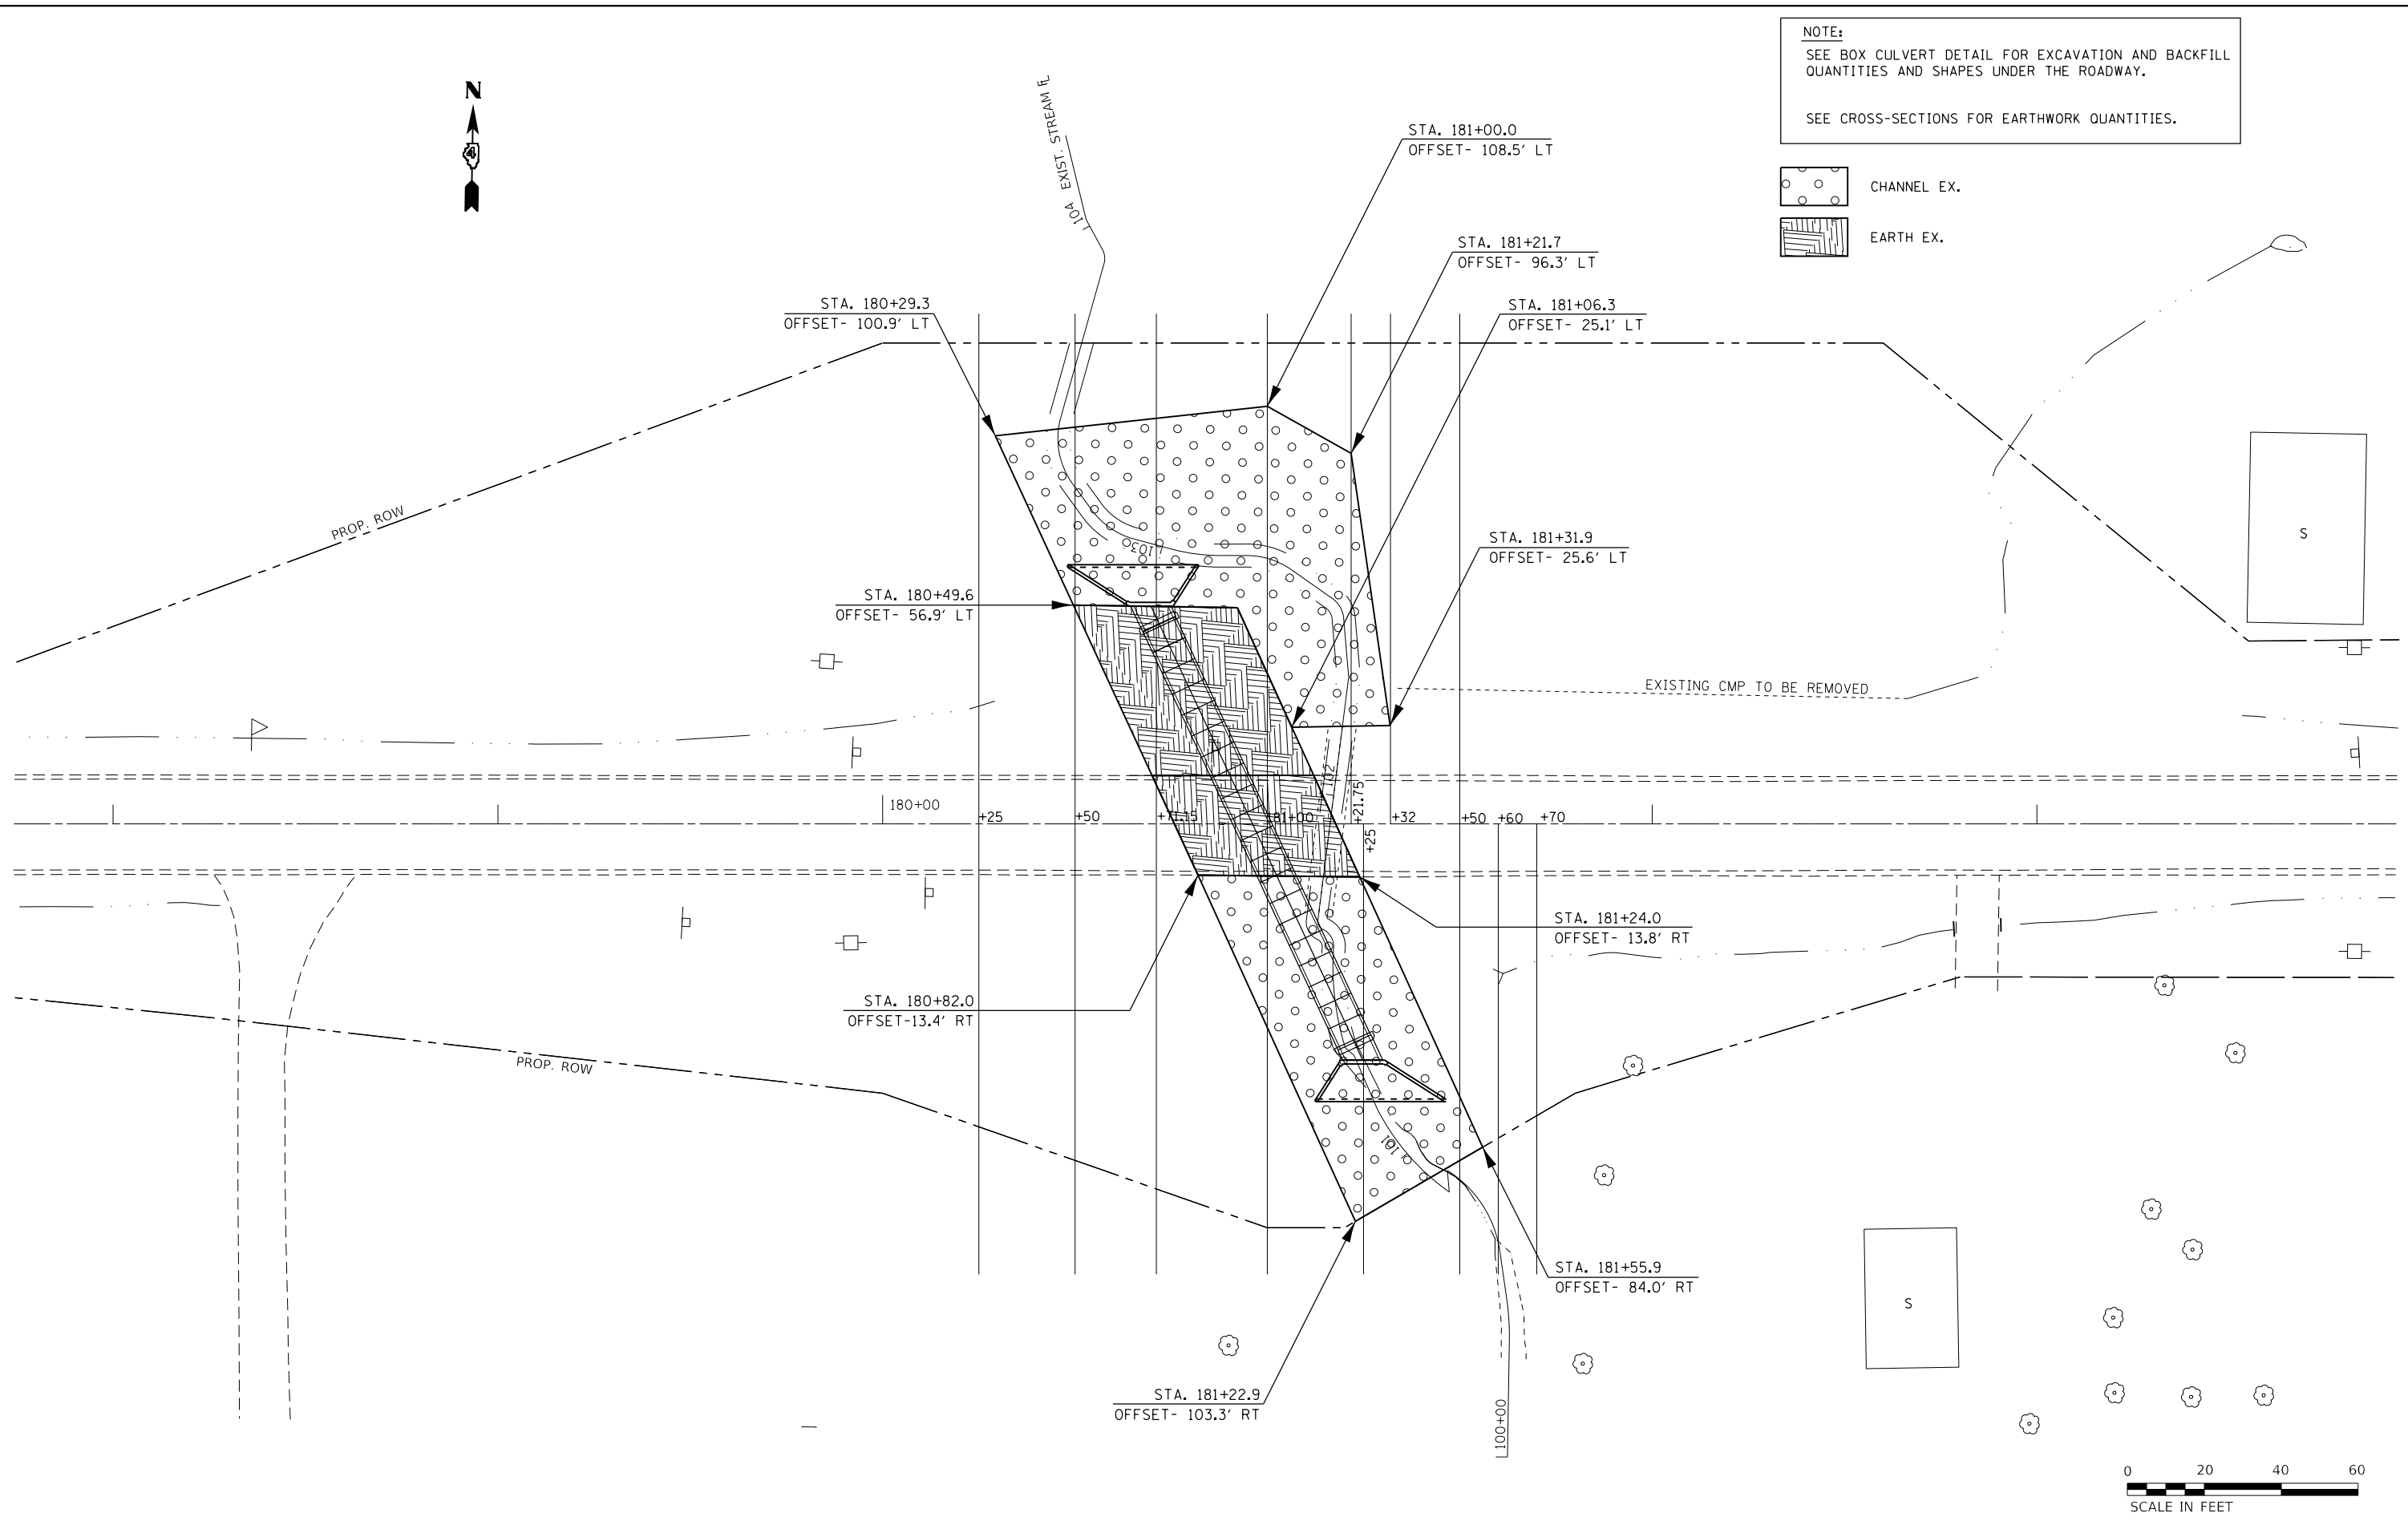 NOTE:
SEE BOX CULVERT DETAIL FOR EXCAVATION AND BACKFILL
QUANTITIES AND SHAPES UNDER THE ROADWAY.
SEE CROSS-SECTIONS FOR EARTHWORK QUANTITIES.
CHANNEL EX.
EARTH EX.
N
4
104 EXIST. STREAM ℄
STA. 181+00.0
OFFSET- 108.5' LT
STA. 181+21.7
OFFSET- 96.3' LT
STA. 180+29.3
OFFSET- 100.9' LT
STA. 181+06.3
OFFSET- 25.1' LT
PROP. ROW
STA. 181+31.9
OFFSET- 25.6' LT
S
103
STA. 180+49.6
OFFSET- 56.9' LT
EXISTING CMP TO BE REMOVED
102
180+00
+25
+50
+71.15
181+00
+21.75
+25
+32
+50
+60
+70
STA. 181+24.0
OFFSET- 13.8' RT
STA. 180+82.0
OFFSET-13.4' RT
PROP. ROW
101
STA. 181+55.9
OFFSET- 84.0' RT
S
STA. 181+22.9
OFFSET- 103.3' RT
100+00
0 20 40 60
SCALE IN FEET